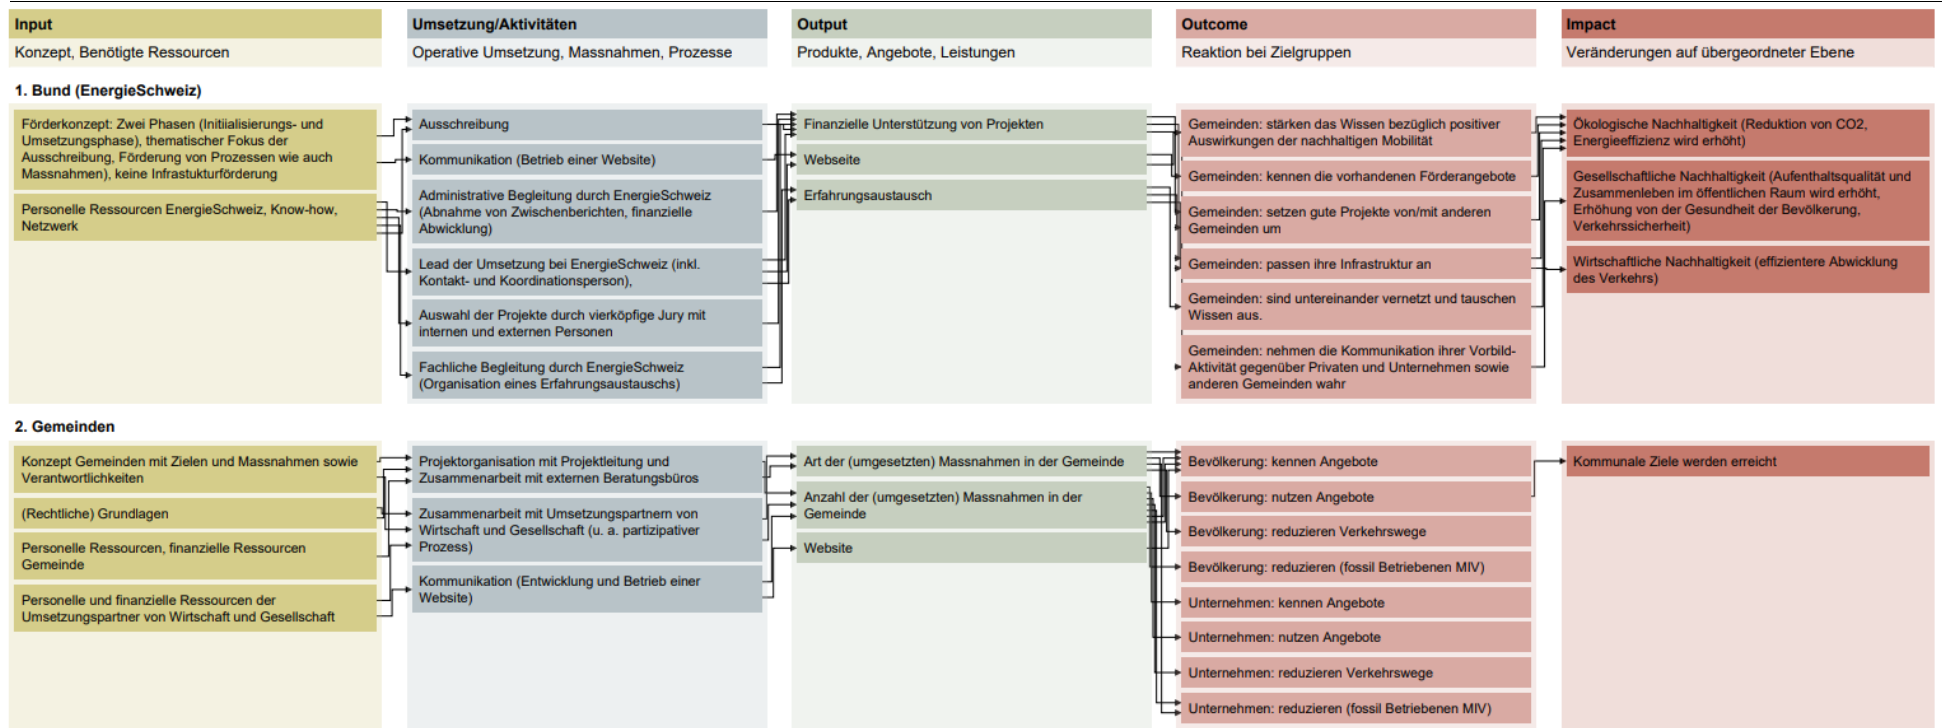 Input
Konzept, Benötigte Ressourcen
Umsetzung/Aktivitäten
Operative Umsetzung, Massnahmen, Prozesse
Output
Produkte, Angebote, Leistungen
Outcome
Reaktion bei Zielgruppen
Impact
Veränderungen auf übergeordneter Ebene
1. Bund (EnergieSchweiz)
Förderkonzept: Zwei Phasen (Initiialisierungs- und
Umsetzungsphase), thematischer Fokus der
Ausschreibung, Förderung von Prozessen wie auch
Massnahmen), keine Infrastukturförderung
Personelle Ressourcen EnergieSchweiz, Know-how,
Netzwerk
Ausschreibung
Kommunikation (Betrieb einer Website)
Administrative Begleitung durch EnergieSchweiz
(Abnahme von Zwischenberichten, finanzielle
Abwicklung)
Lead der Umsetzung bei EnergieSchweiz (inkl.
Kontakt- und Koordinationsperson),
Auswahl der Projekte durch vierköpfige Jury mit
internen und externen Personen
Fachliche Begleitung durch EnergieSchweiz
(Organisation eines Erfahrungsaustauschs)
Finanzielle Unterstützung von Projekten
Webseite
Erfahrungsaustausch
Gemeinden: stärken das Wissen bezüglich positiver
Auswirkungen der nachhaltigen Mobilität
Gemeinden: kennen die vorhandenen Förderangebote
Gemeinden: setzen gute Projekte von/mit anderen
Gemeinden um
Gemeinden: passen ihre Infrastruktur an
Gemeinden: sind untereinander vernetzt und tauschen
Wissen aus.
Gemeinden: nehmen die Kommunikation ihrer Vorbild-
Aktivität gegenüber Privaten und Unternehmen sowie
anderen Gemeinden wahr
Ökologische Nachhaltigkeit (Reduktion von CO2,
Energieeffizienz wird erhöht)
Gesellschaftliche Nachhaltigkeit (Aufenthaltsqualität und
Zusammenleben im öffentlichen Raum wird erhöht,
Erhöhung von der Gesundheit der Bevölkerung,
Verkehrssicherheit)
Wirtschaftliche Nachhaltigkeit (effizientere Abwicklung
des Verkehrs)
2. Gemeinden
Konzept Gemeinden mit Zielen und Massnahmen sowie
Verantwortlichkeiten
(Rechtliche) Grundlagen
Personelle Ressourcen, finanzielle Ressourcen
Gemeinde
Personelle und finanzielle Ressourcen der
Umsetzungspartner von Wirtschaft und Gesellschaft
Projektorganisation mit Projektleitung und
Zusammenarbeit mit externen Beratungsbüros
Zusammenarbeit mit Umsetzungspartnern von
Wirtschaft und Gesellschaft (u. a. partizipativer
Prozess)
Kommunikation (Entwicklung und Betrieb einer
Website)
Art der (umgesetzten) Massnahmen in der Gemeinde
Anzahl der (umgesetzten) Massnahmen in der
Gemeinde
Website
Bevölkerung: kennen Angebote
Bevölkerung: nutzen Angebote
Bevölkerung: reduzieren Verkehrswege
Bevölkerung: reduzieren (fossil Betriebenen MIV)
Unternehmen: kennen Angebote
Unternehmen: nutzen Angebote
Unternehmen: reduzieren Verkehrswege
Unternehmen: reduzieren (fossil Betriebenen MIV)
Kommunale Ziele werden erreicht